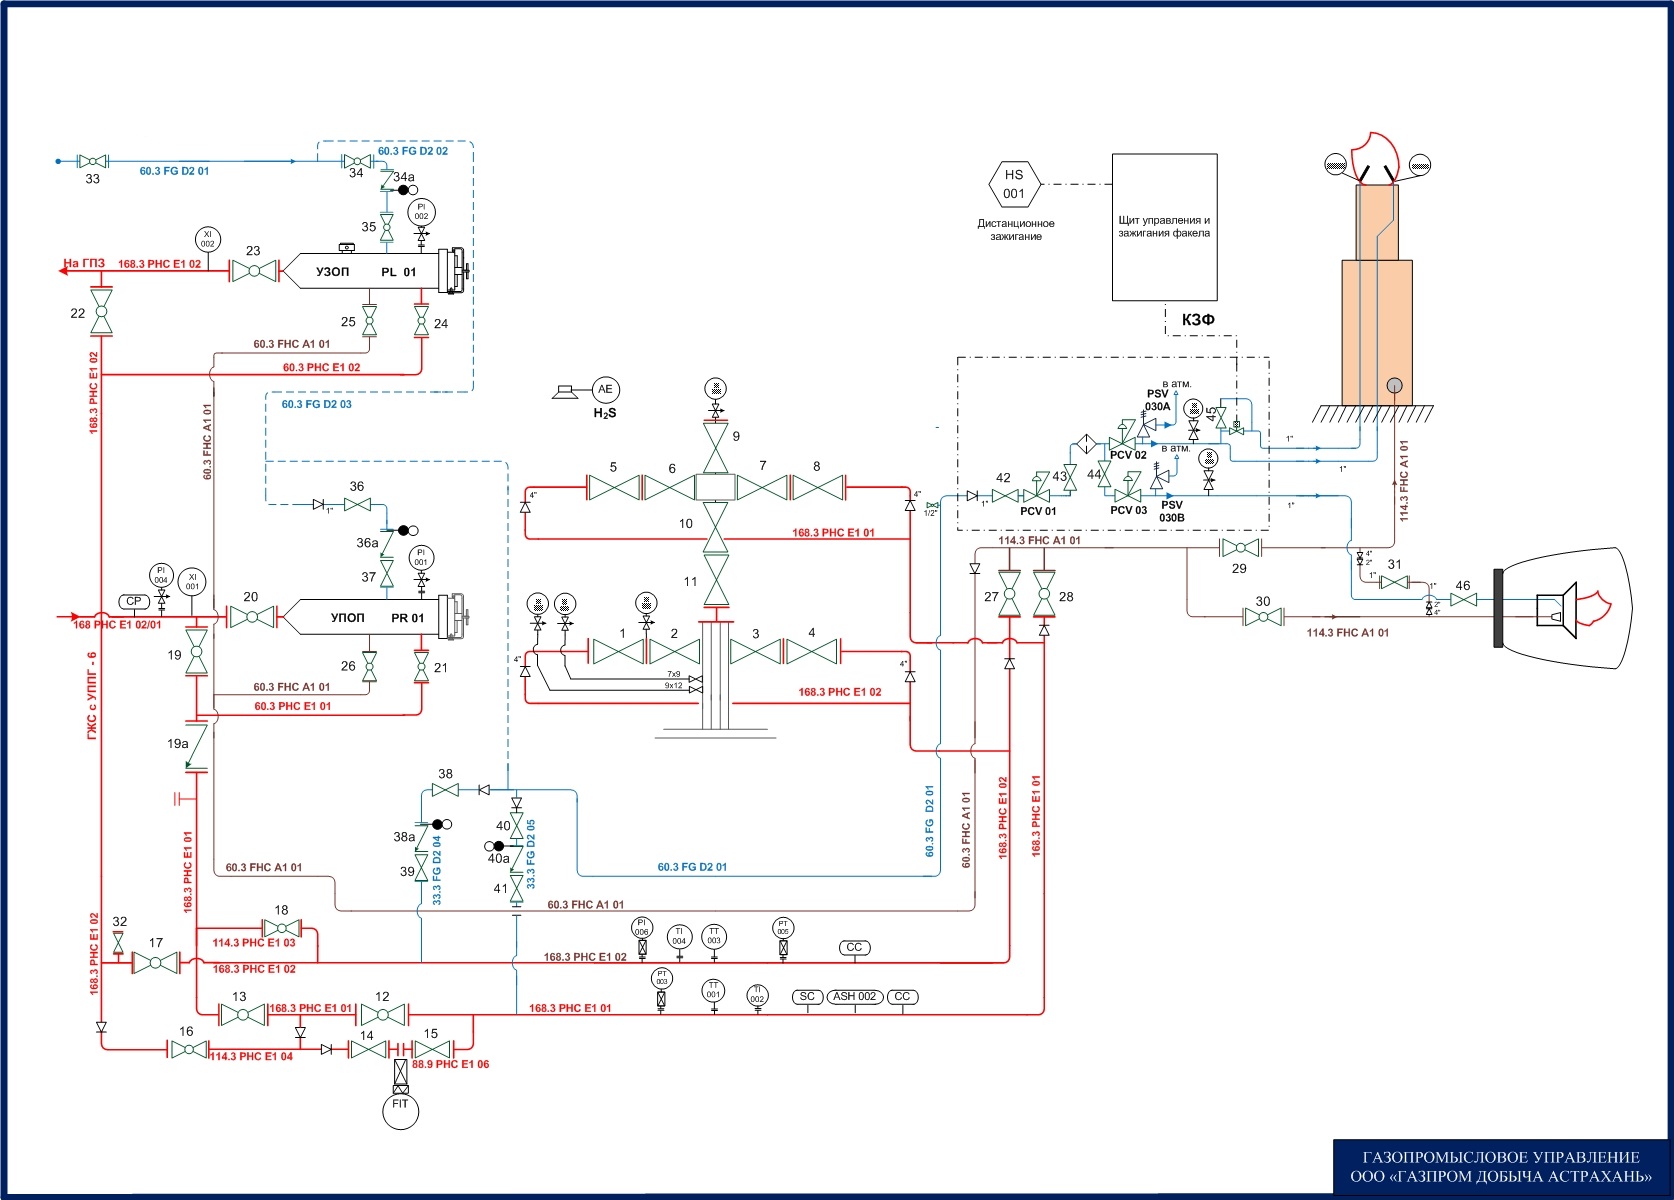 60.3 FG D2 01
33
60.3 FG D2 02
34
34a
35
PI
002
XI
002
23
На ГПЗ
168.3 PHC E1 02
УЗОП
PL 01
22
25
24
60.3 FHC A1 01
60.3 PHC E1 02
168.3 PHC E1 02
60.3 FHC A1 01
60.3 FG D2 03
36
1"
36a
37
PI
001
PI
004
XI
001
CP
20
168 PHC E1 02/01
УПОП
PR 01
19
26
21
60.3 FHC A1 01
60.3 PHC E1 01
ГЖС с УППГ - 6
19a
168.3 PHC E1 01
38
38a
39
33.3 FG D2 04
40
40a
41
33.3 FG D2 05
60.3 FHC A1 01
60.3 FG D2 01
60.3 FHC A1 01
18
32
17
114.3 PHC E1 03
168.3 PHC E1 02
168.3 PHC E1 02
168.3 PHC E1 02
PI
006
TI
004
TT
003
PT
005
CC
13
168.3 PHC E1 01
12
168.3 PHC E1 01
PT
003
TT
001
TI
002
SC
ASH 002
CC
16
114.3 PHC E1 04
14
15
88.9 PHC E1 06
FIT
AE
H2S
9
5
6
7
8
4"
4"
10
168.3 PHC E1 01
11
1
2
3
4
4"
4"
7x9
9x12
168.3 PHC E1 02
60.3 FG D2 01
60.3 FHC A1 01
168.3 PHC E1 02
168.3 PHC E1 01
HS
001
Дистанционное
зажигание
Щит управления и
зажигания факела
КЗФ
в атм.
PSV
030A
45
в атм.
PCV 02
42
43
44
1/2"
1"
PCV 01
PCV 03
PSV
030B
1"
1"
1"
114.3 FHC A1 01
114.3 FHC A1 01
27
28
29
30
4"
2"
1"
31
1"
2"
4"
46
114.3 FHC A1 01
ГАЗОПРОМЫСЛОВОЕ УПРАВЛЕНИЕ
ООО «ГАЗПРОМ ДОБЫЧА АСТРАХАНЬ»